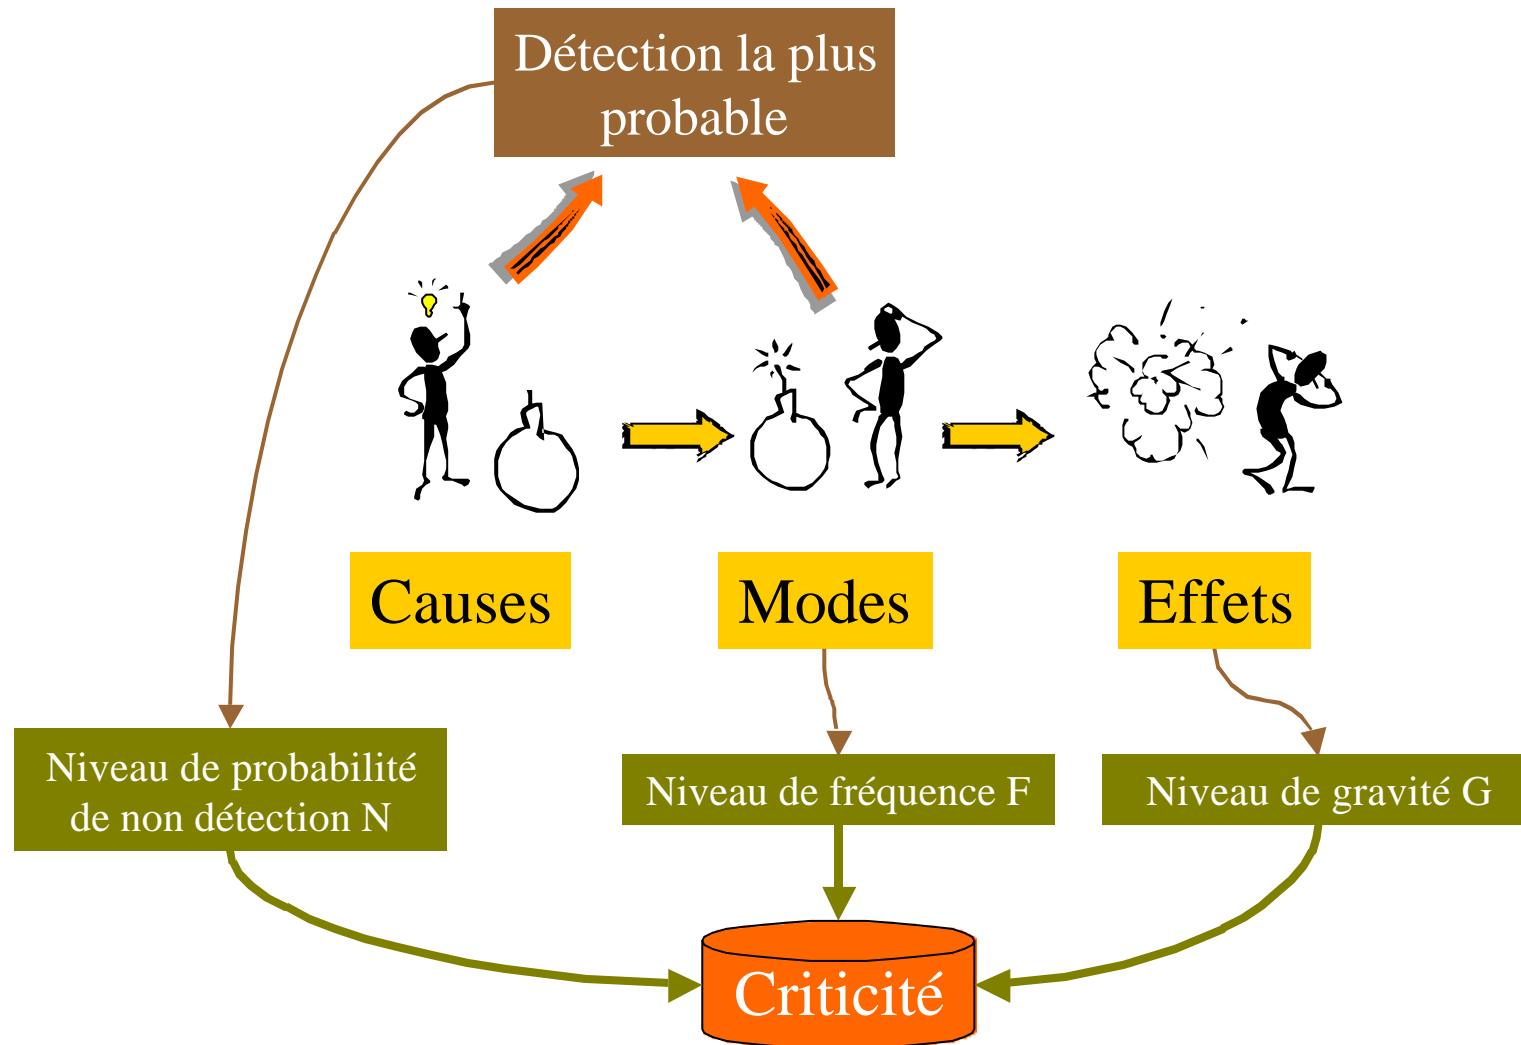 Détection la plus
probable
Causes
Modes
Effets
Niveau de probabilité
de non détection N
Niveau de fréquence F
Niveau de gravité G
Criticité